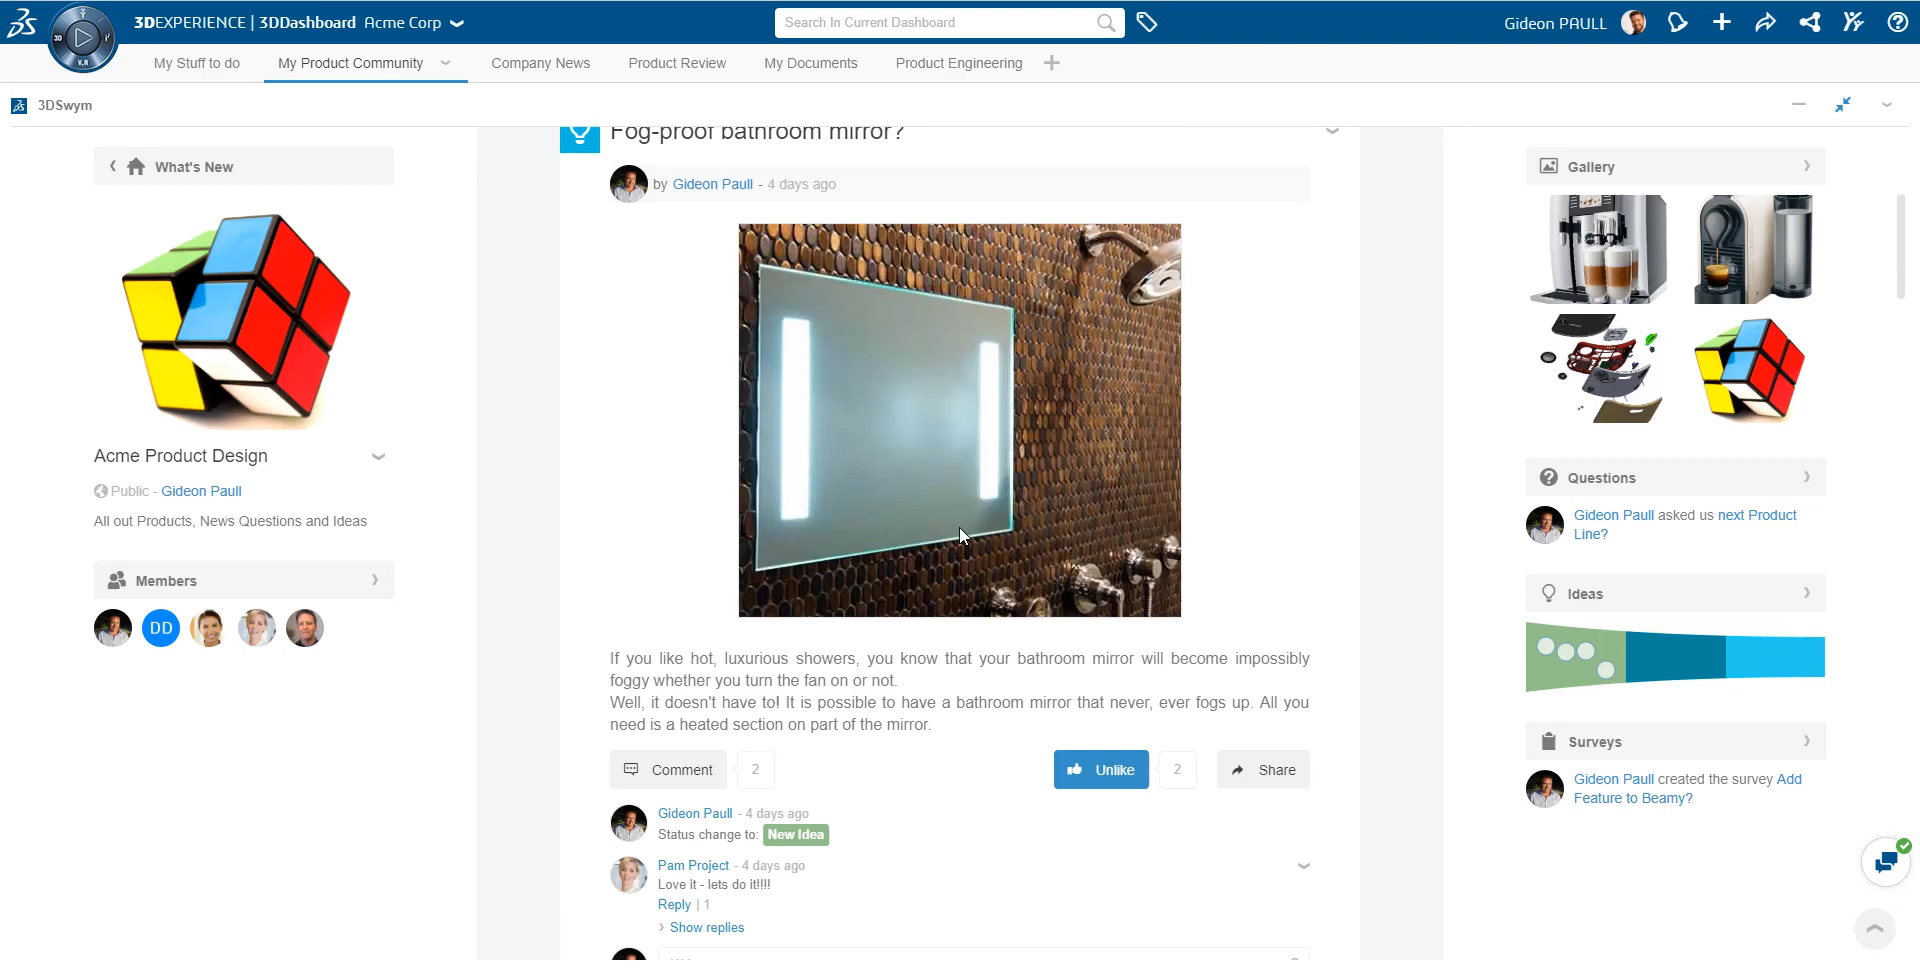 3DEXPERIENCE | 3DDashboard Acme Corp
Search In Current Dashboard
Gideon PAULL
3D
V.R
My Stuff to do
My Product Community
Company News
Product Review
My Documents
Product Engineering
3DSwym
What's New
Acme Product Design
Public - Gideon Paull
All out Products, News Questions and Ideas
Members
DD
Fog-proof bathroom mirror?
by Gideon Paull - 4 days ago
If you like hot, luxurious showers, you know that your bathroom mirror will become impossibly
foggy whether you turn the fan on or not.
Well, it doesn't have to! It is possible to have a bathroom mirror that never, ever fogs up. All you
need is a heated section on part of the mirror.
Comment 2
Unlike 2
Share
Gideon Paull - 4 days ago
Status change to: New Idea
Pam Project - 4 days ago
Love it - lets do it!!!!
Reply | 1
Show replies
Gallery
Questions
Gideon Paull asked us next Product
Line?
Ideas
Surveys
Gideon Paull created the survey Add
Feature to Beamy?